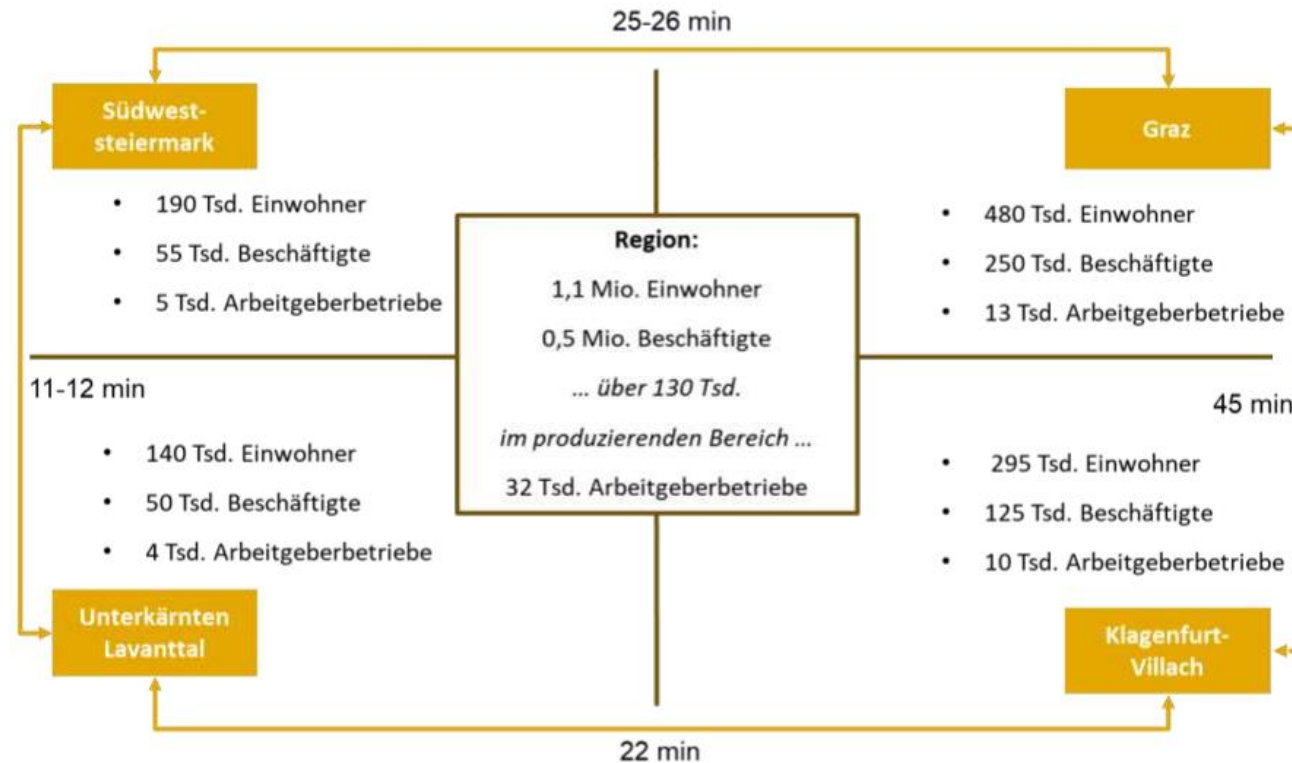 25-26 min
Südwest-
steiermark
• 190 Tsd. Einwohner
• 55 Tsd. Beschäftigte
• 5 Tsd. Arbeitgeberbetriebe
Graz
• 480 Tsd. Einwohner
• 250 Tsd. Beschäftigte
• 13 Tsd. Arbeitgeberbetriebe
Region:
1,1 Mio. Einwohner
0,5 Mio. Beschäftigte
... über 130 Tsd.
im produzierenden Bereich ...
32 Tsd. Arbeitgeberbetriebe
11-12 min
45 min
• 140 Tsd. Einwohner
• 50 Tsd. Beschäftigte
• 4 Tsd. Arbeitgeberbetriebe
Unterkärnten
Lavanttal
• 295 Tsd. Einwohner
• 125 Tsd. Beschäftigte
• 10 Tsd. Arbeitgeberbetriebe
Klagenfurt-
Villach
22 min